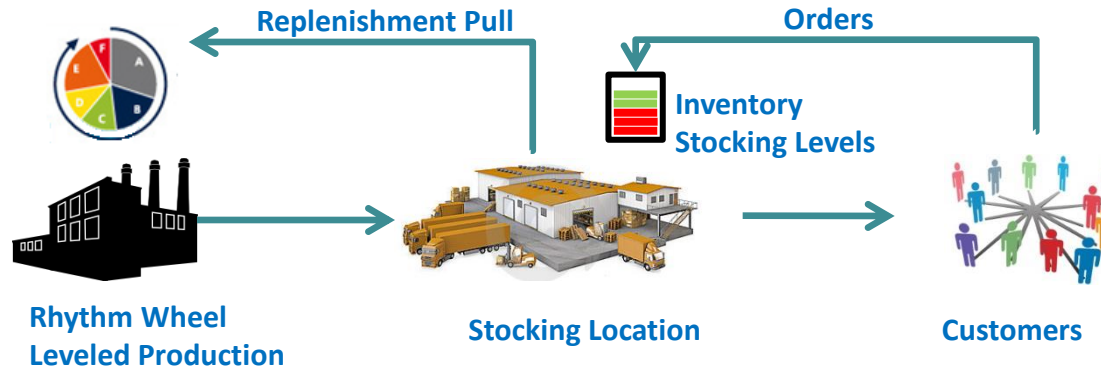 Replenishment Pull
Orders
F
A
E
D
B
C
Inventory
Stocking Levels
Rhythm Wheel
Leveled Production
Stocking Location
Customers